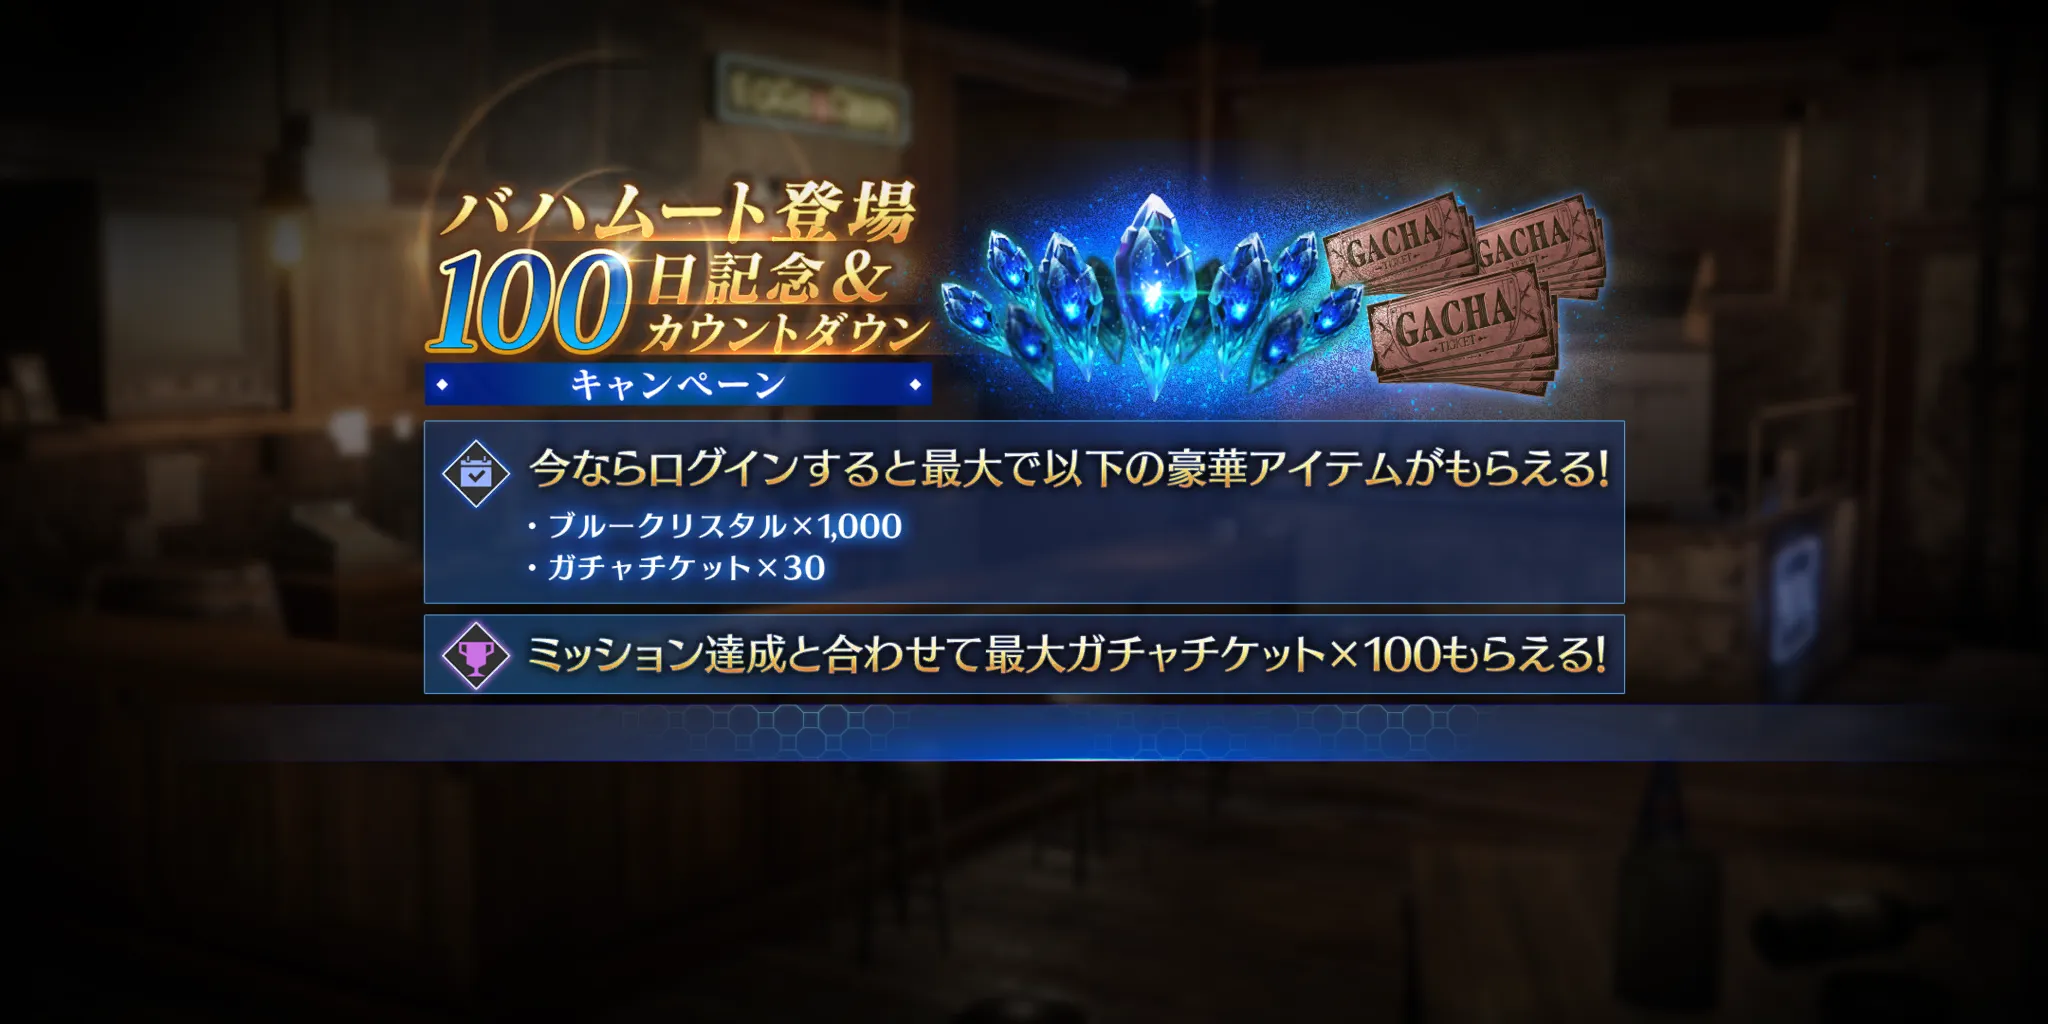 バハムート登場
100日記念&
カウントダウン
キャンペーン
GACHA
TICKET
GACHA
GACHA
TICKET
今ならログインすると最大で以下の豪華アイテムがもらえる!
・ブルークリスタル×1,000
・ガチャチケット×30
ミッション達成と合わせて最大ガチャチケット×100もらえる!